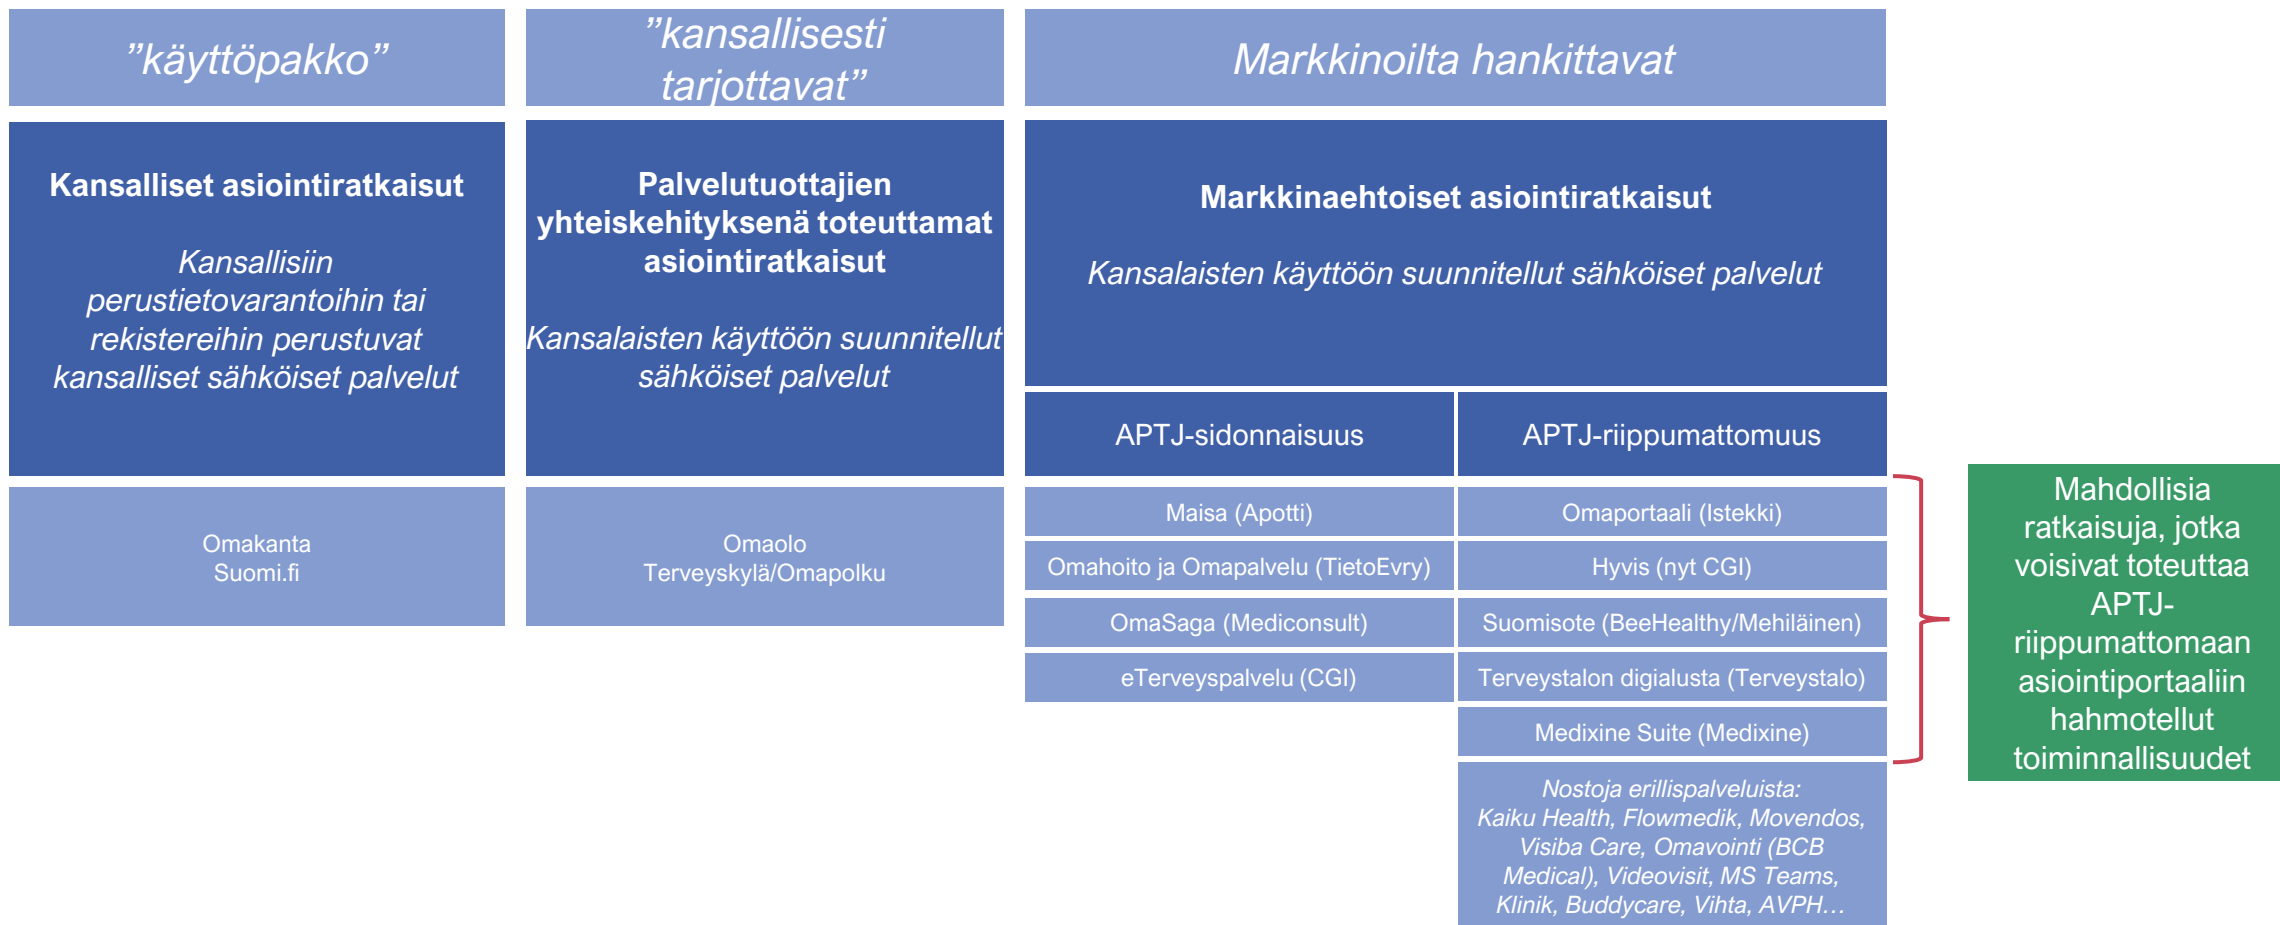 ”käyttöpakko”
”kansallisesti
tarjottavat”
Markkinoilta hankittavat
Kansalliset asiointiratkaisut
Kansallisiin
perustietovarantoihin tai
rekistereihin perustuvat
kansalliset sähköiset palvelut
Palvelutuottajien
yhteiskehityksenä toteuttamat
asiointiratkaisut
Kansalaisten käyttöön suunnitellut
sähköiset palvelut
Markkinaehtoiset asiointiratkaisut
Kansalaisten käyttöön suunnitellut sähköiset palvelut
APTJ-sidonnaisuus
APTJ-riippumattomuus
Omakanta
Suomi.fi
Omaolo
Terveyskylä/Omapolku
Maisa (Apotti)
Omahoito ja Omapalvelu (TietoEvry)
OmaSaga (Mediconsult)
eTerveyspalvelu (CGI)
Omaportaali (Istekki)
Hyvis (nyt CGI)
Suomisote (BeeHealthy/Mehiläinen)
Terveystalon digialusta (Terveystalo)
Medixine Suite (Medixine)
Nostoja erillispalveluista:
Kaiku Health, Flowmedik, Movendos,
Visiba Care, Omavointi (BCB
Medical), Videovisit, MS Teams,
Klinik, Buddycare, Vihta, AVPH…
Mahdollisia
ratkaisuja, jotka
voisivat toteuttaa
APTJ-
riippumattomaan
asiointiportaaliin
hahmotellut
toiminnallisuudet